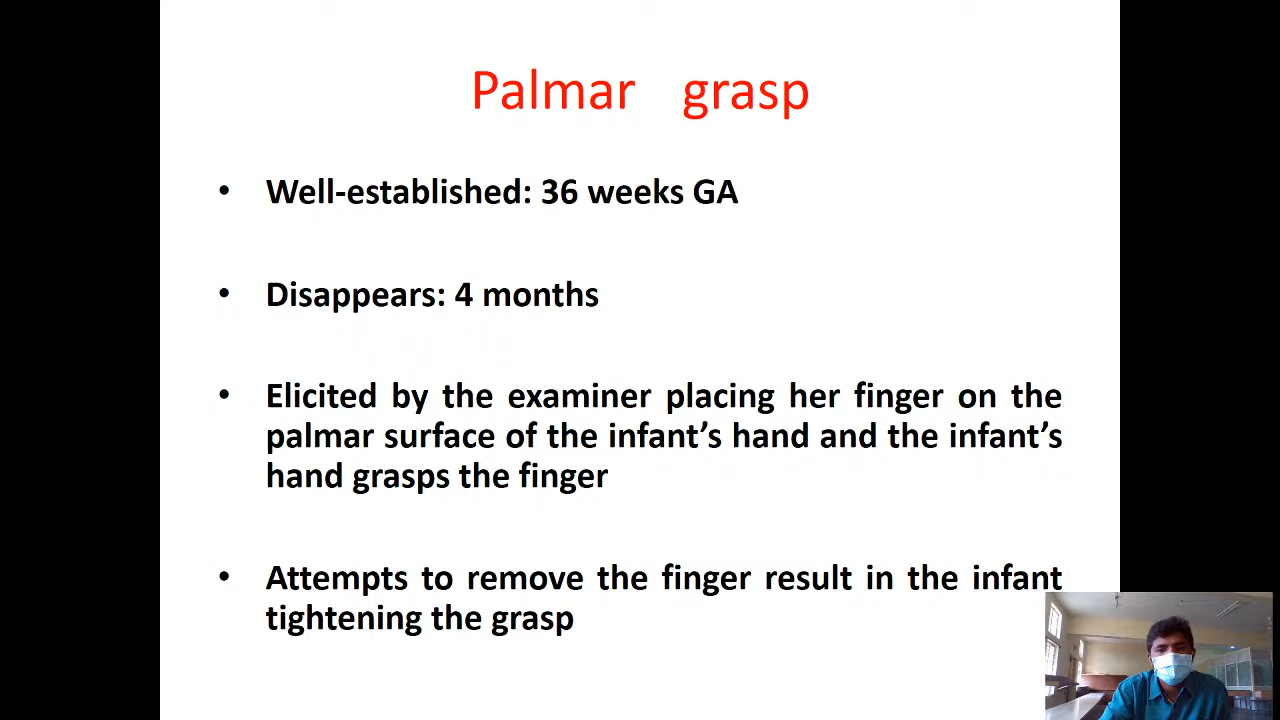 Palmar grasp
• Well-established: 36 weeks GA
• Disappears: 4 months
• Elicited by the examiner placing her finger on the
palmar surface of the infant’s hand and the infant’s
hand grasps the finger
• Attempts to remove the finger result in the infant
tightening the grasp